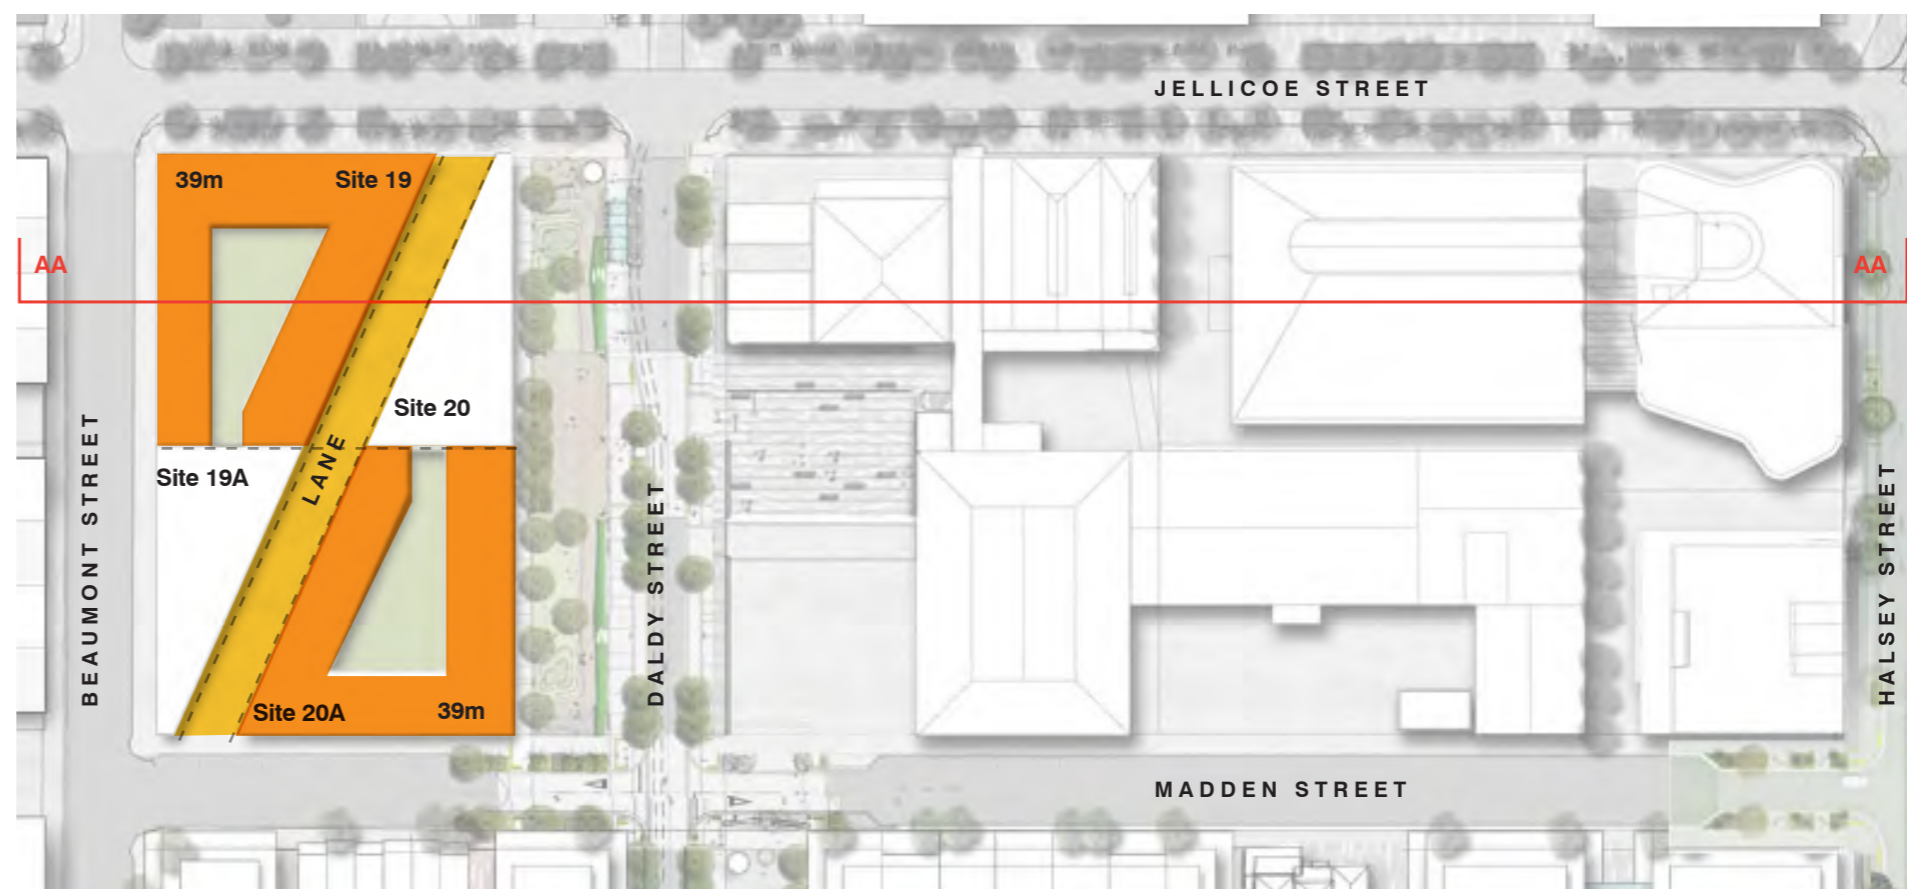 JELLICOE STREET
39m
Site 19
AA
AA
Site 20
LANE
Site 19A
BEAUMONT STREET
DALDY STREET
HALSEY STREET
Site 20A
39m
MADDEN STREET